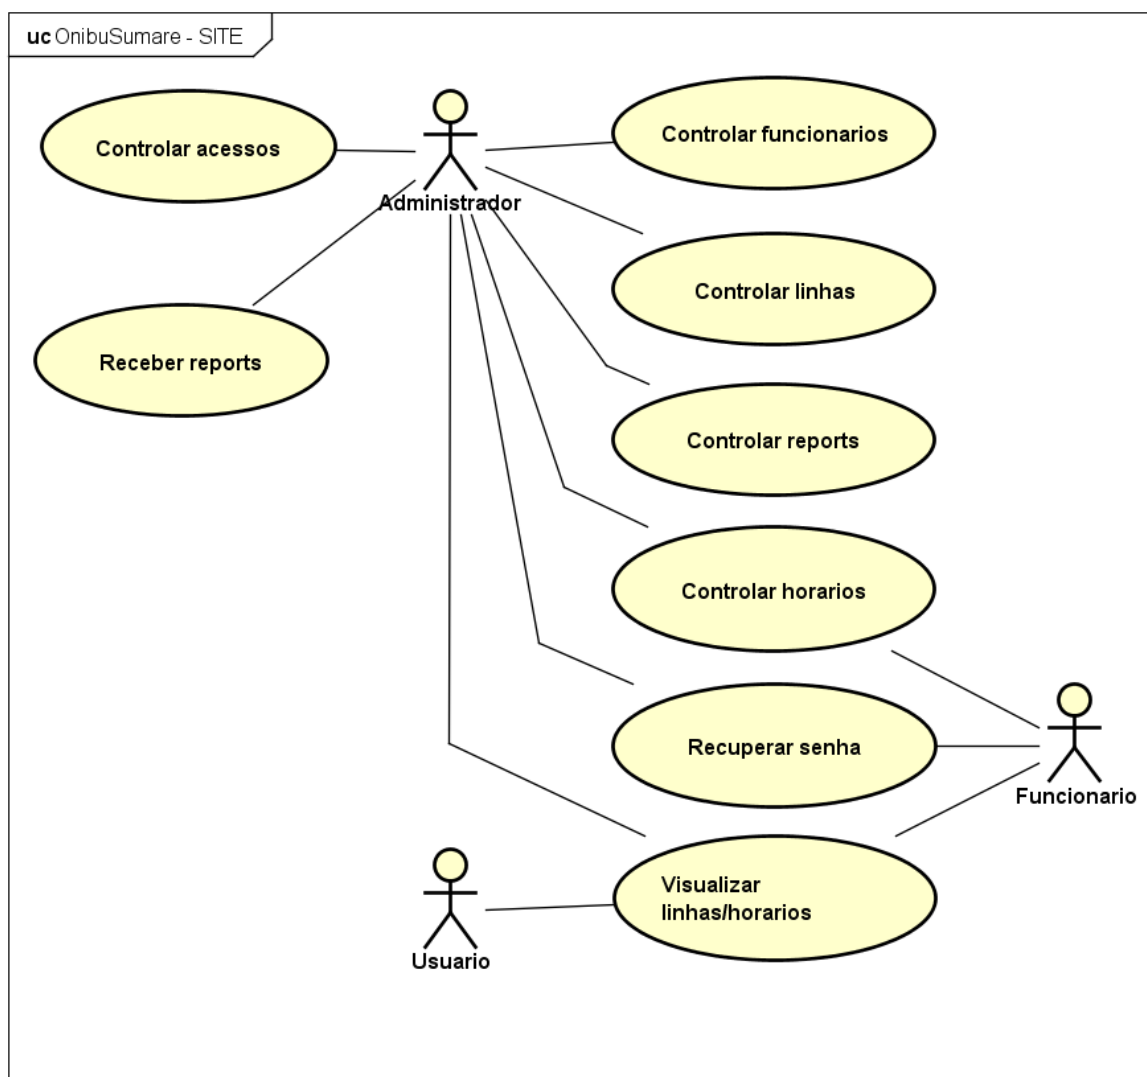 uc OnibuSumare - SITE
Controlar acessos
Controlar funcionarios
Administrador
Controlar linhas
Receber reports
Controlar reports
Controlar horarios
Recuperar senha
Funcionario
Visualizar
linhas/horarios
Usuario